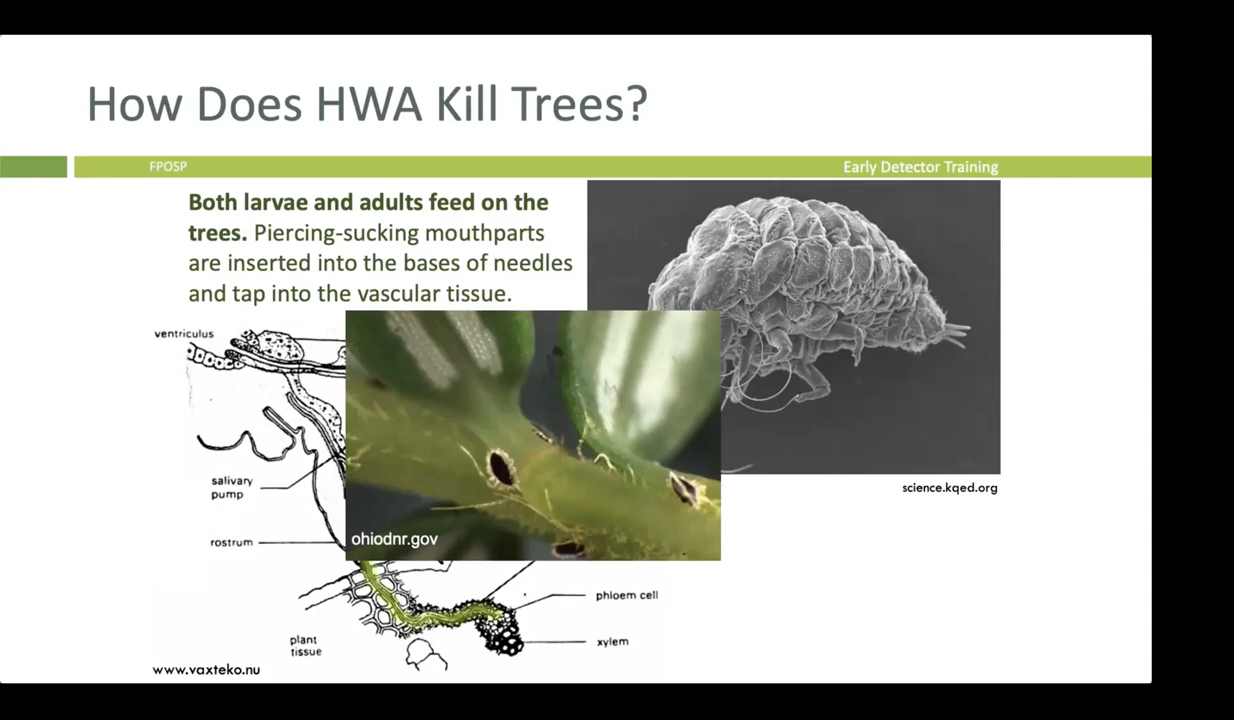 How Does HWA Kill Trees?
FPOSP
Early Detector Training
Both larvae and adults feed on the
trees. Piercing-sucking mouthparts
are inserted into the bases of needles
and tap into the vascular tissue.
ventriculus
salivary
pump
rostrum
ohiodnr.gov
science.kqed.org
phloem cell
plant
tissue
xylem
www.vaxteko.nu